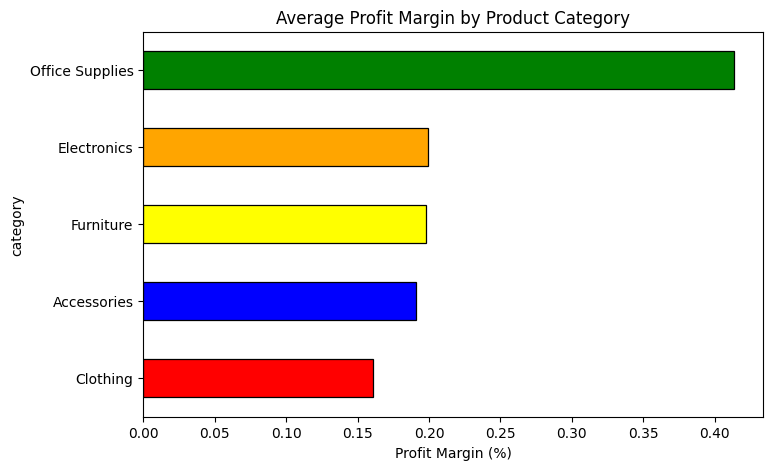 Average Profit Margin by Product Category
Office Supplies
Electronics
Furniture
Accessories
Clothing
category
0.00 0.05 0.10 0.15 0.20 0.25 0.30 0.35 0.40
Profit Margin (%)